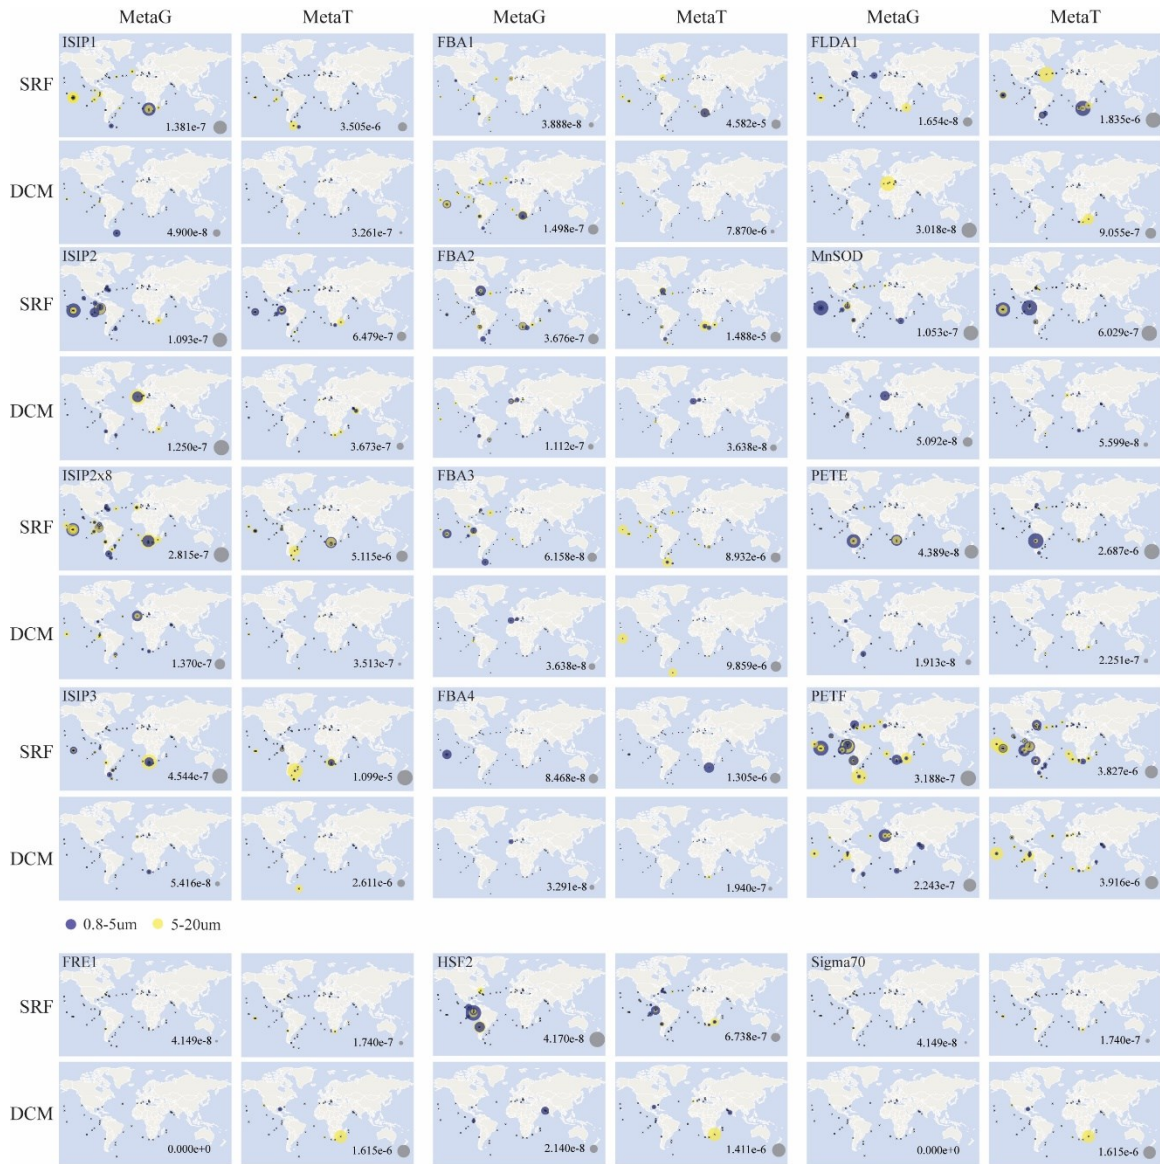 MetaG MetaT MetaG MetaT MetaG MetaT
ISIP1 FBA1 FLDA1
SRF
1.381e-7 3.505e-6 3.888e-8 4.582e-5 1.654e-8 1.835e-6
DCM
4.900e-8 3.261e-7 1.498e-7 7.870e-6 3.018e-8 9.055e-7
ISIP2 FBA2 MnSOD
SRF
1.093e-7 6.479e-7 3.676e-7 1.488e-5 1.053e-7 6.029e-7
DCM
1.250e-7 3.673e-7 1.112e-7 3.638e-8 5.092e-8 5.599e-8
ISIP2x8 FBA3 PETE
SRF
2.815e-7 5.115e-6 6.158e-8 8.932e-6 4.389e-8 2.687e-6
DCM
1.370e-7 3.513e-7 3.638e-8 9.859e-6 1.913e-8 2.251e-7
ISIP3 FBA4 PETF
SRF
4.544e-7 1.099e-5 8.468e-8 1.305e-6 3.188e-7 3.827e-6
DCM
5.416e-8 2.611e-6 3.291e-8 1.940e-7 2.243e-7 3.916e-6
0.8-5um 5-20um
FRE1 HSF2 Sigma70
SRF
4.149e-8 1.740e-7 4.170e-8 6.738e-7 4.149e-8 1.740e-7
DCM
0.000e+0 1.615e-6 2.140e-8 1.411e-6 0.000e+0 1.615e-6